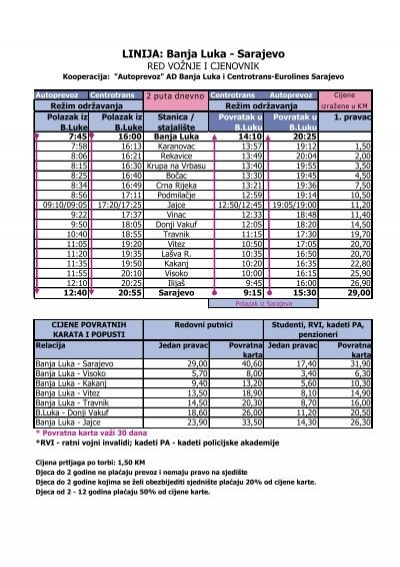 LINIJA: Banja Luka - Sarajevo
RED VOŽNJE I CJENOVNIK
Kooperacija: "Autoprevoz" AD Banja Luka i Centrotrans-Eurolines Sarajevo
Autoprevoz Centrotrans 2 puta dnevno Centrotrans Autoprevoz Cijene
Režim održavanja Režim održavanja izražene u KM
Polazak iz Polazak iz Stanica / Povratak u Povratak u 1. pravac
B.Luke B.Luke stajalište B.Luku B.Luku
7:45 16:00 Banja Luka 14:10 20:25
7:58 16:13 Karanovac 13:57 19:12 1,50
8:06 16:21 Rekavice 13:49 20:04 2,00
8:15 16:30 Krupa na Vrbasu 13:40 19:55 3,50
8:25 16:40 Bočac 13:30 19:45 4,50
8:34 16:49 Crna Rijeka 13:21 19:36 7,50
8:56 17:11 Podmilačje 12:59 19:14 10,50
09:10/09:05 17:20/17:25 Jajce 12:50/12:45 19:05/19:00 11,20
9:22 17:37 Vinac 12:33 18:48 11,40
9:50 18:05 Donji Vakuf 12:05 18:20 14,50
10:40 18:55 Travnik 11:15 17:30 19,70
11:05 19:20 Vitez 10:50 17:05 20,70
11:20 19:35 Lašva R. 10:35 16:50 20,70
11:35 19:50 Kakanj 10:20 16:35 22,80
11:55 20:10 Visoko 10:00 16:15 25,90
12:10 20:25 Ilijaš 9:45 16:00 26,90
12:40 20:55 Sarajevo 9:15 15:30 29,00
Polazak iz Sarajeva
CIJENE POVRATNIH Redovni putnici Studenti, RVI, kadeti PA,
KARATA I POPUSTI penzioneri
Relacija Jedan pravac Povratna Jedan pravac Povratna
karta karta
Banja Luka - Sarajevo 29,00 40,60 17,40 31,90
Banja Luka - Visoko 5,70 8,00 3,40 6,30
Banja Luka - Kakanj 9,40 13,20 5,60 10,30
Banja Luka - Vitez 13,50 18,90 8,10 14,90
Banja Luka - Travnik 14,50 20,30 8,70 16,00
B.Luka - Donji Vakuf 18,60 26,00 11,20 20,50
Banja Luka - Jajce 23,90 33,50 14,30 26,30
* Povratna karta važi 30 dana
*RVI - ratni vojni invalidi; kadeti PA - kadeti policijske akademije
Cijena prtljaga po torbi: 1,50 KM
Djeca do 2 godine ne plaćaju prevoz i nemaju pravo na sjedište
Djeca do 2 godine kojima se želi obezbijediti sjednište plaćaju 20% od cijene karte.
Djeca od 2 - 12 godina plaćaju 50% od cijene karte.